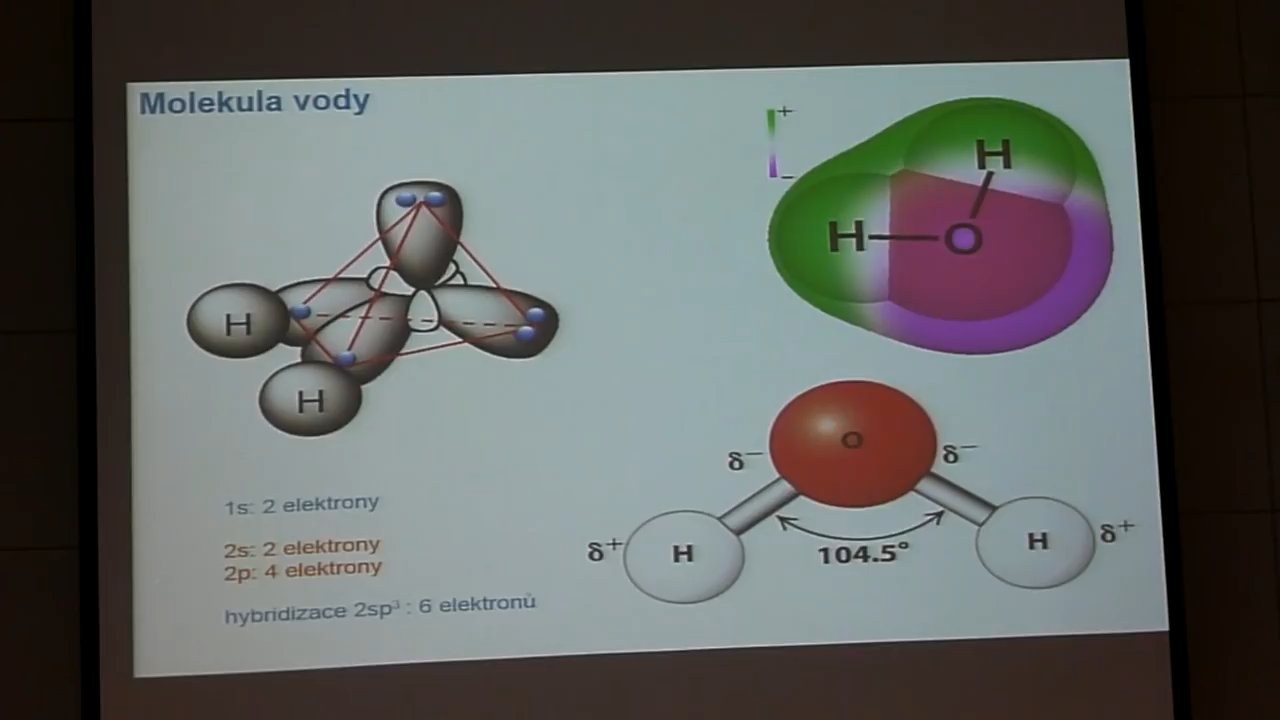 Molekula vody
+
−
H
H
O
H
H
1s: 2 elektrony
2s: 2 elektrony
2p: 4 elektrony
hybridizace 2sp³ : 6 elektronů
O
δ⁻
δ⁻
δ⁺
H
104.5°
H
δ⁺